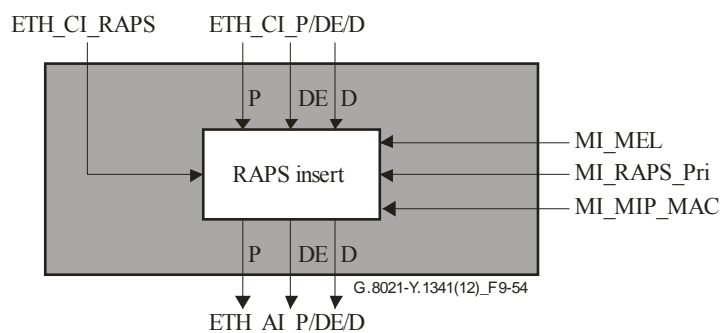 ETH_CI_RAPS ETH_CI_P/DE/D
P DE D
MI_MEL
RAPS insert MI_RAPS_Pri
MI_MIP_MAC
P DE D
G.8021-Y.1341(12)_F9-54
ETH_AI_P/DE/D